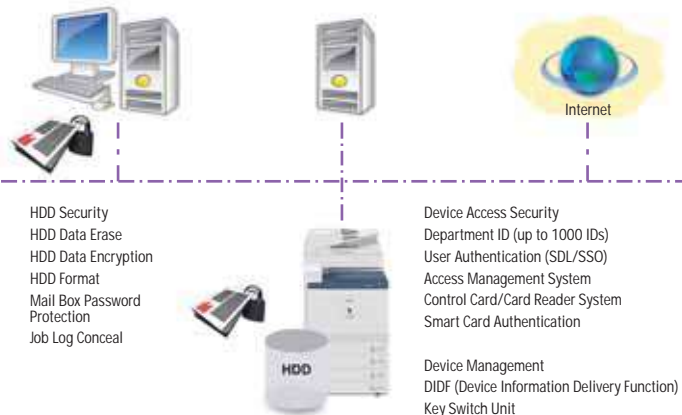 Internet
HDD Security
HDD Data Erase
HDD Data Encryption
HDD Format
Mail Box Password
Protection
Job Log Conceal
HDD
Device Access Security
Department ID (up to 1000 IDs)
User Authentication (SDL/SSO)
Access Management System
Control Card/Card Reader System
Smart Card Authentication
Device Management
DIDF (Device Information Delivery Function)
Key Switch Unit